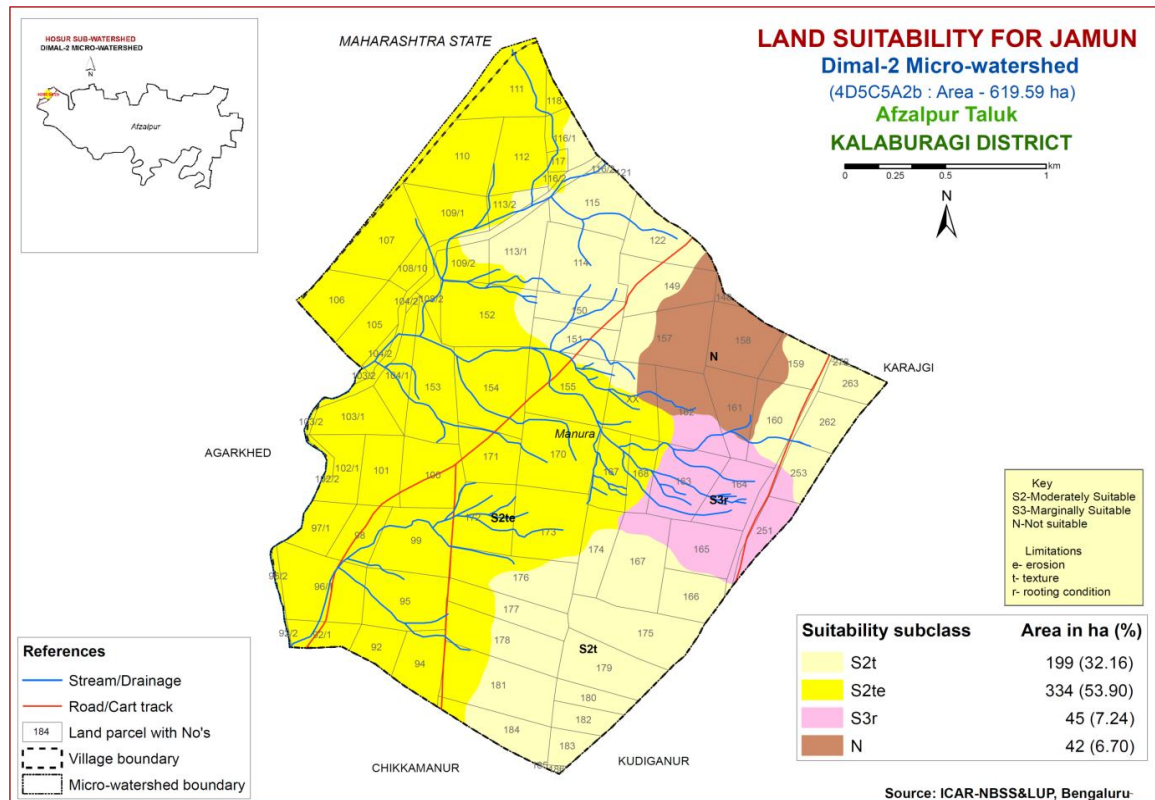 HOSUR SUB-WATERSHED
DIMAL-2 MICRO-WATERSHED
N
Afzalpur
MAHARASHTRA STATE
LAND SUITABILITY FOR JAMUN
Dimal-2 Micro-watershed
(4D5C5A2b : Area - 619.59 ha)
Afzalpur Taluk
KALABURAGI DISTRICT
0 0.25 0.5 1 km
N
111
118
116/1
110
112
117
116/2
116/2 121
113/2
115
109/1
107
122
113/1
114
109/2
108/10
149
106
104/2
152
150
105
151
157
158
104/2
N
159
103/2
104/1
153
154
155
KARAJGI
263
XX
161
160
262
103/1
103/2
Manura
AGARKHED
102/1
101
100
171
170
167
168
163
164
253
S3r
97/1
98
99
172
S2te
173
251
174
167
165
96/1
176
166
95
177
92/2
92/1
92
94
178
S2t
175
179
181
180
182
184
183
CHIKKAMANUR
KUDIGANUR
Key
S2-Moderately Suitable
S3-Marginally Suitable
N-Not suitable
Limitations
e- erosion
t- texture
r- rooting condition
Suitability subclass Area in ha (%)
S2t 199 (32.16)
S2te 334 (53.90)
S3r 45 (7.24)
N 42 (6.70)
References
Stream/Drainage
Road/Cart track
184 Land parcel with No's
Village boundary
Micro-watershed boundary
Source: ICAR-NBSS&LUP, Bengaluru